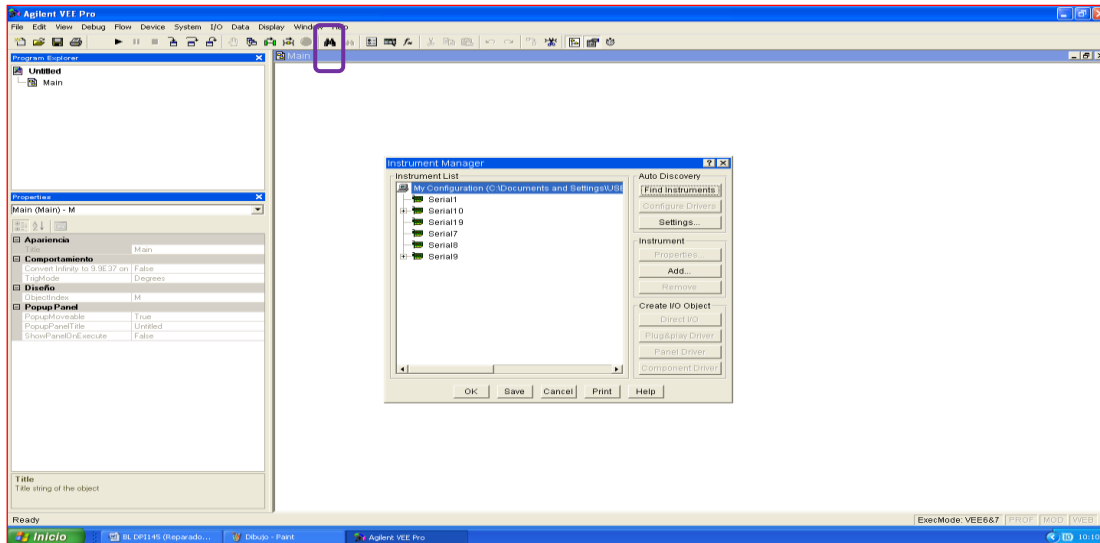 Agilent VEE Pro
File Edit View Debug Flow Device System I/O Data Display Window Help
Program Explorer
Untitled
Main
Main
Properties
Main (Main) - M
Apariencia
Title Main
Comportamiento
Convert Infinity to 9.9E37 on False
TrigMode Degrees
Diseño
ObjectIndex M
Popup Panel
PopupMoveable True
PopupPanelTitle Untitled
ShowPanelOnExecute False
Title
Title string of the object
Instrument Manager
Instrument List
My Configuration (C:\Documents and Settings\USE
Serial1
Serial10
Serial19
Serial7
Serial8
Serial9
Auto Discovery
Find Instruments
Configure Drivers
Settings...
Instrument
Properties...
Add...
Remove
Create I/O Object
Direct I/O
Plug&play Driver
Panel Driver
Component Driver
OK Save Cancel Print Help
Ready
ExecMode: VEE6&7 PROF MOD WEB
Inicio
BL DPI145 (Reparado...
Dibujo - Paint
Agilent VEE Pro
10:10